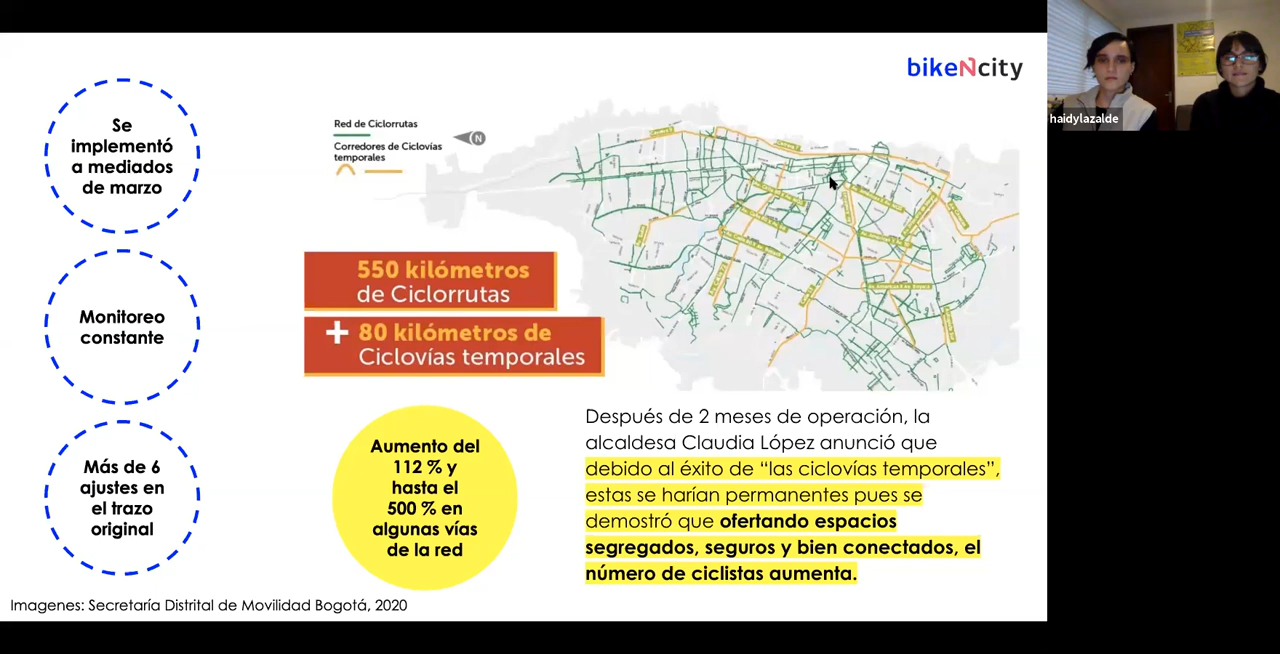 bikeNcity
haidylazalde
Se
implementó
a mediados
de marzo
Red de Ciclorrutas
Corredores de Ciclovías
temporales
N
550 kilómetros
de Ciclorrutas
+ 80 kilómetros de
Ciclovías temporales
Monitoreo
constante
Más de 6
ajustes en
el trazo
original
Aumento del
112 % y
hasta el
500 % en
algunas vías
de la red
Después de 2 meses de operación, la
alcaldesa Claudia López anunció que
debido al éxito de “las ciclovías temporales”,
estas se harían permanentes pues se
demostró que ofertando espacios
segregados, seguros y bien conectados, el
número de ciclistas aumenta.
Imagenes: Secretaría Distrital de Movilidad Bogotá, 2020